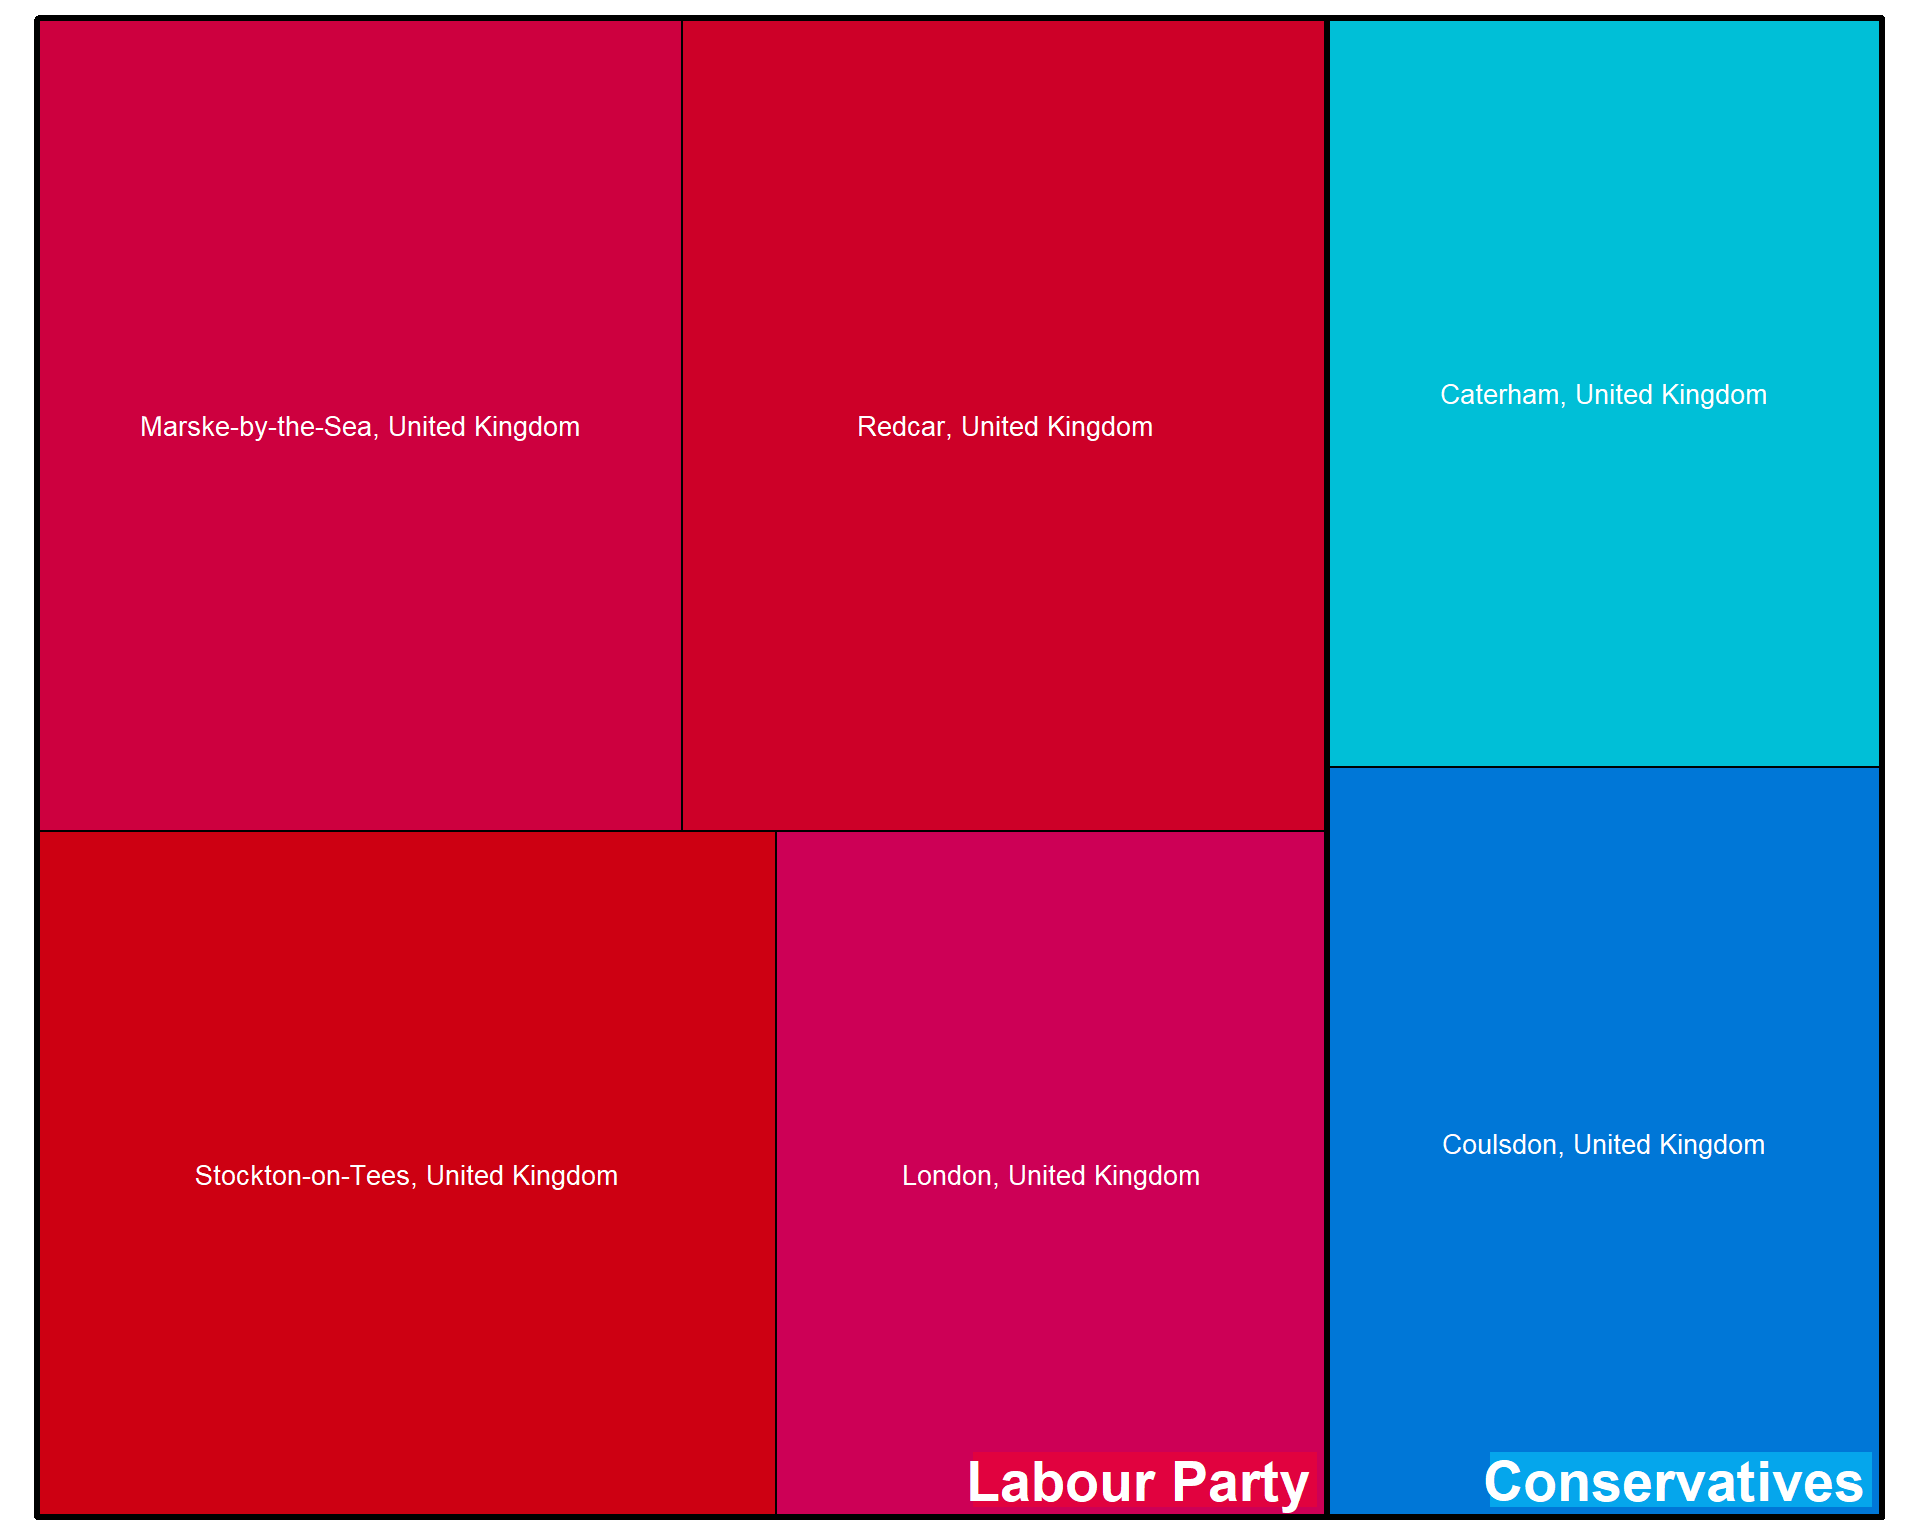 Caterham, United Kingdom
Marske-by-the-Sea, United Kingdom
Redcar, United Kingdom
Coulsdon, United Kingdom
Stockton-on-Tees, United Kingdom
London, United Kingdom
Labour Party
Conservatives